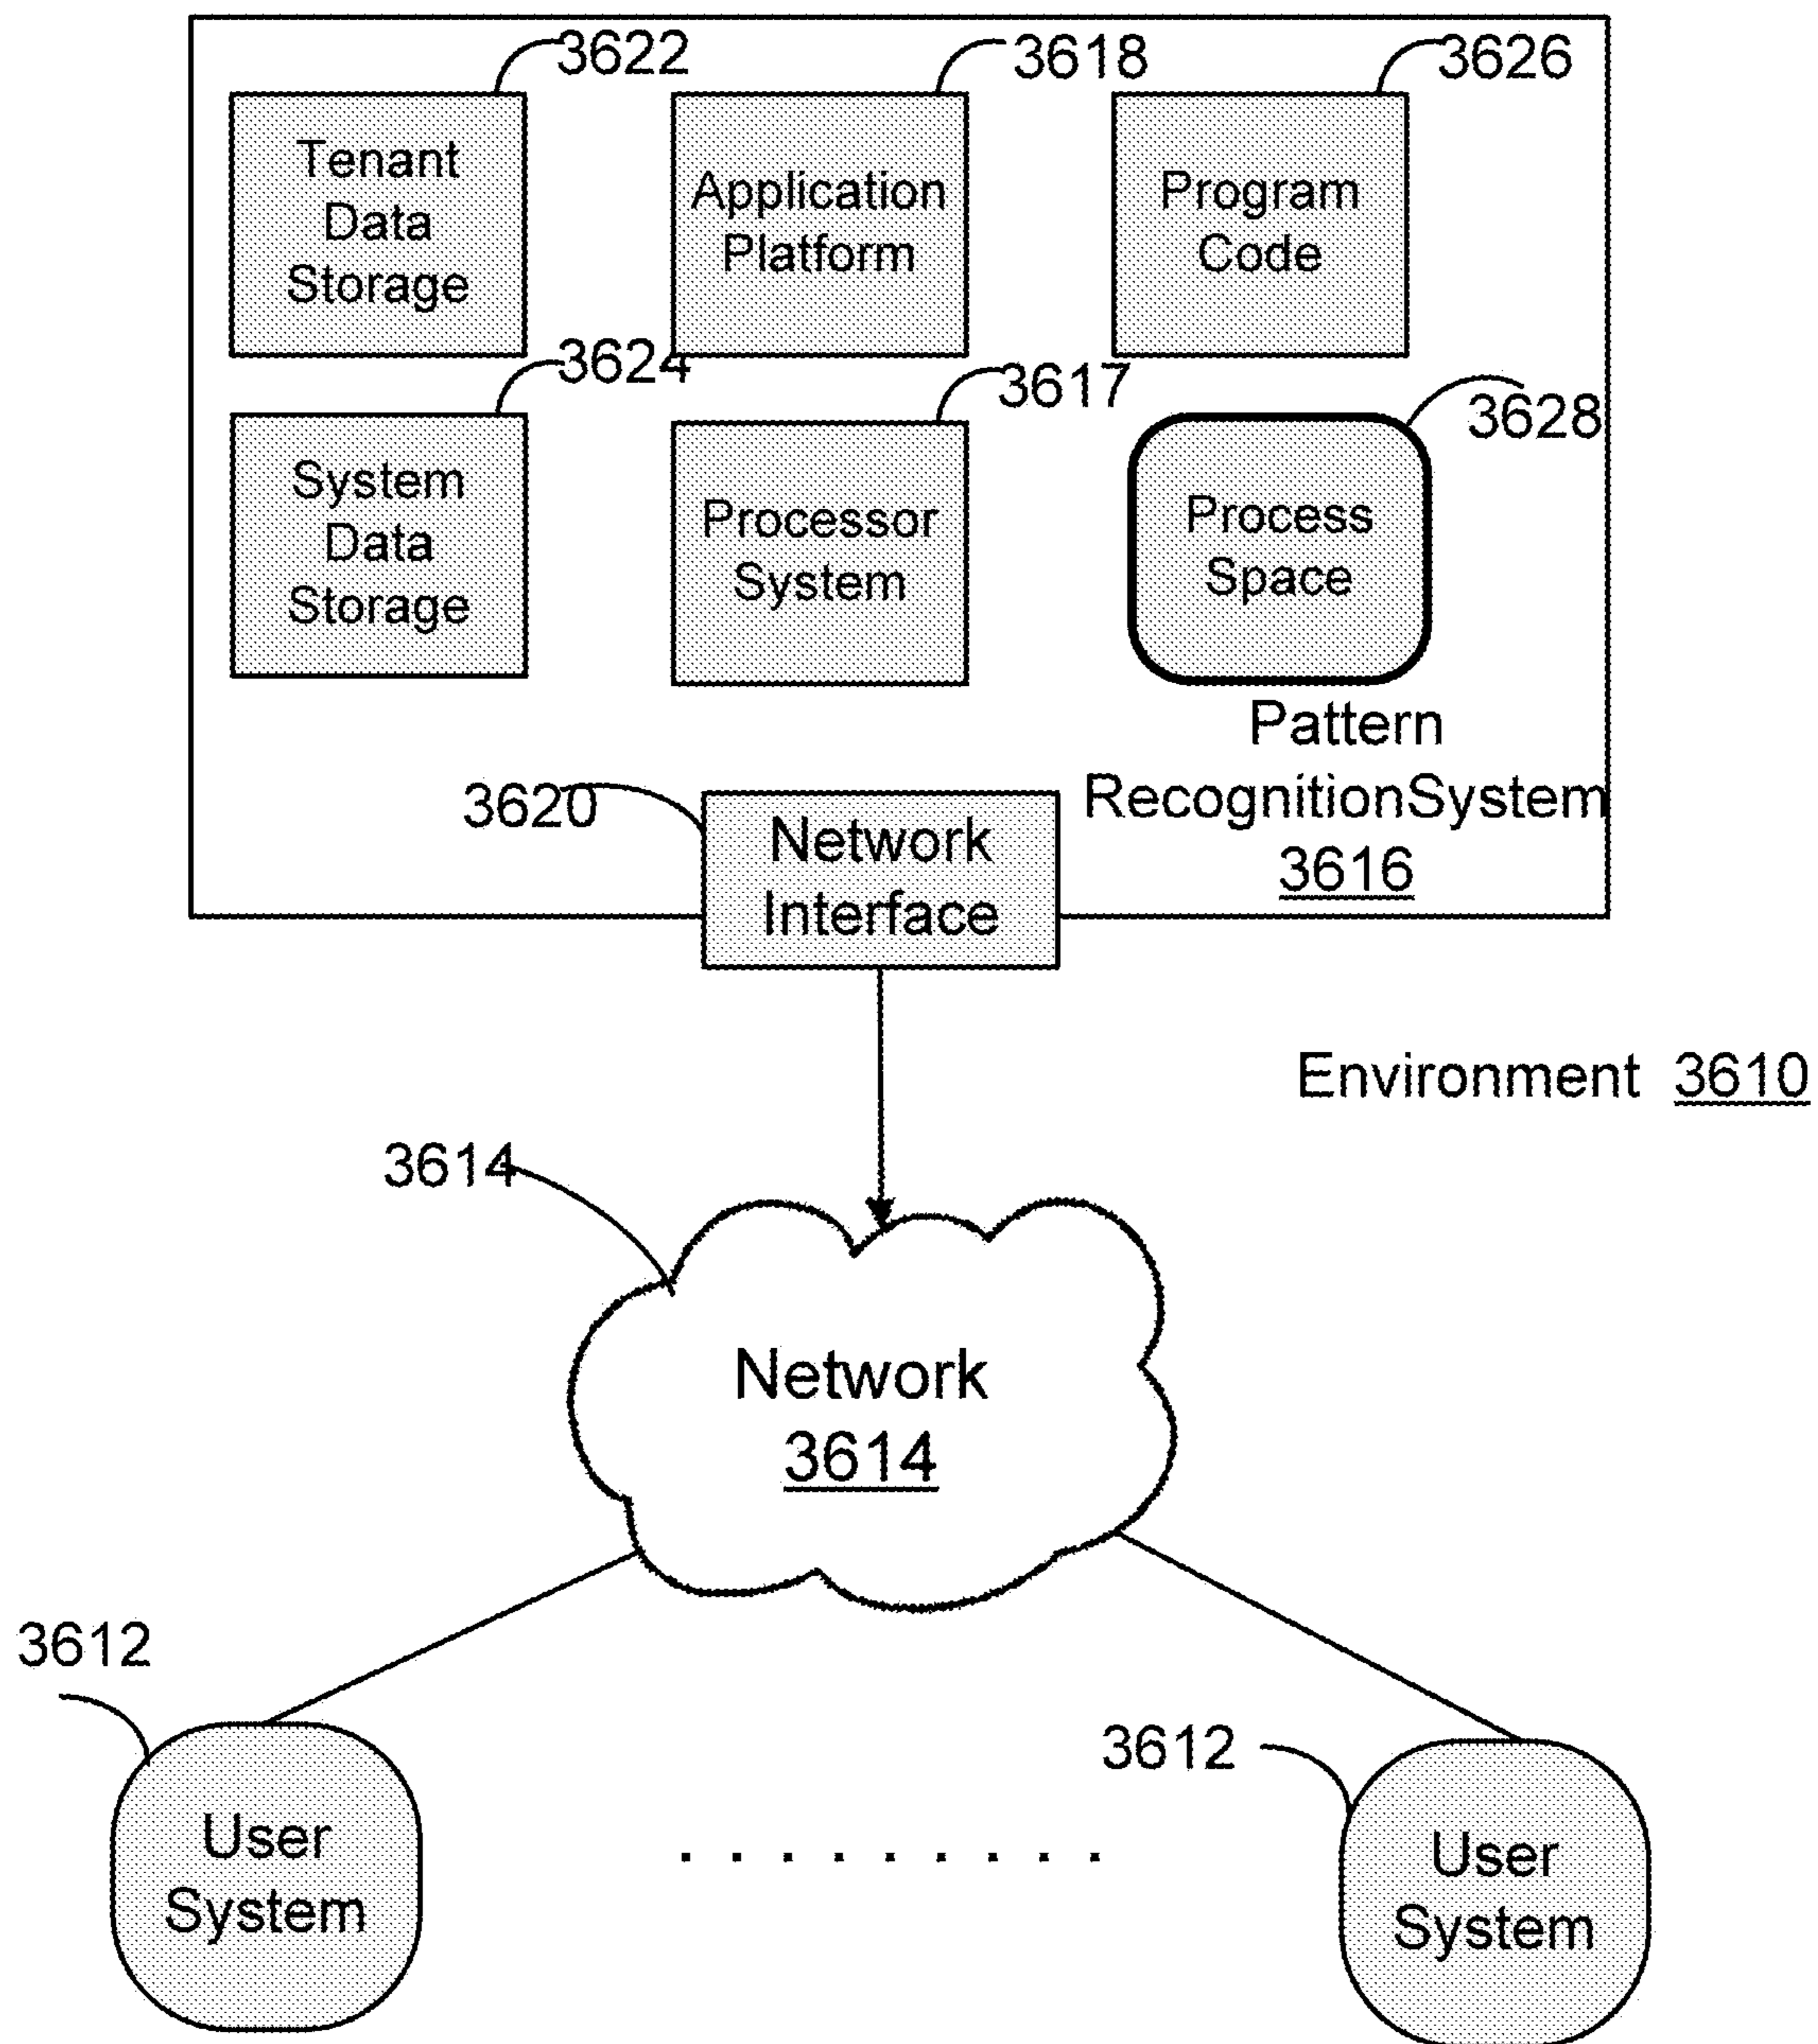 3622
3618
3626
Tenant
Data
Storage
Application
Platform
Program
Code
3624
3617
3628
System
Data
Storage
Processor
System
Process
Space
Pattern
RecognitionSystem
3616
3620
Network
Interface
Environment 3610
3614
Network
3614
3612
User
System
3612
User
System